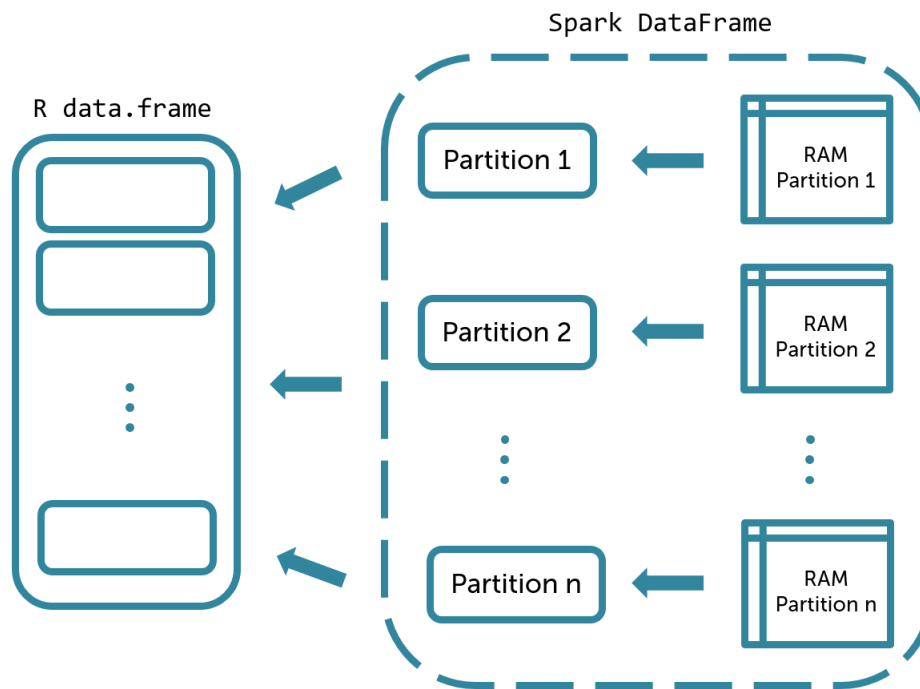 Spark DataFrame
R data.frame
Partition 1
RAM
Partition 1
Partition 2
RAM
Partition 2
Partition n
RAM
Partition n